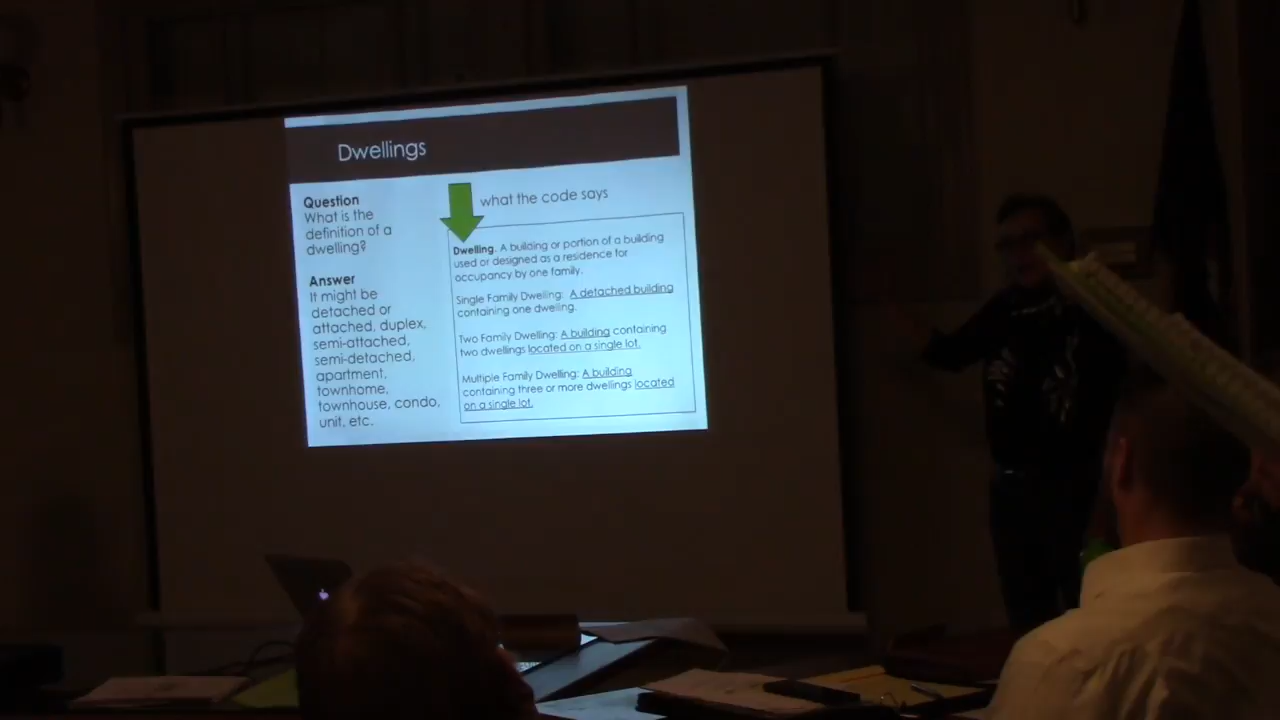 Dwellings
Question
What is the
definition of a
dwelling?
Answer
It might be
detached or
attached, duplex,
semi-attached,
semi-detached,
apartment,
townhome,
townhouse, condo,
unit, etc.
what the code says
Dwelling. A building or portion of a building
used or designed as a residence for
occupancy by one family.
Single Family Dwelling: A detached building
containing one dwelling.
Two Family Dwelling: A building containing
two dwellings located on a single lot.
Multiple Family Dwelling: A building
containing three or more dwellings located
on a single lot.